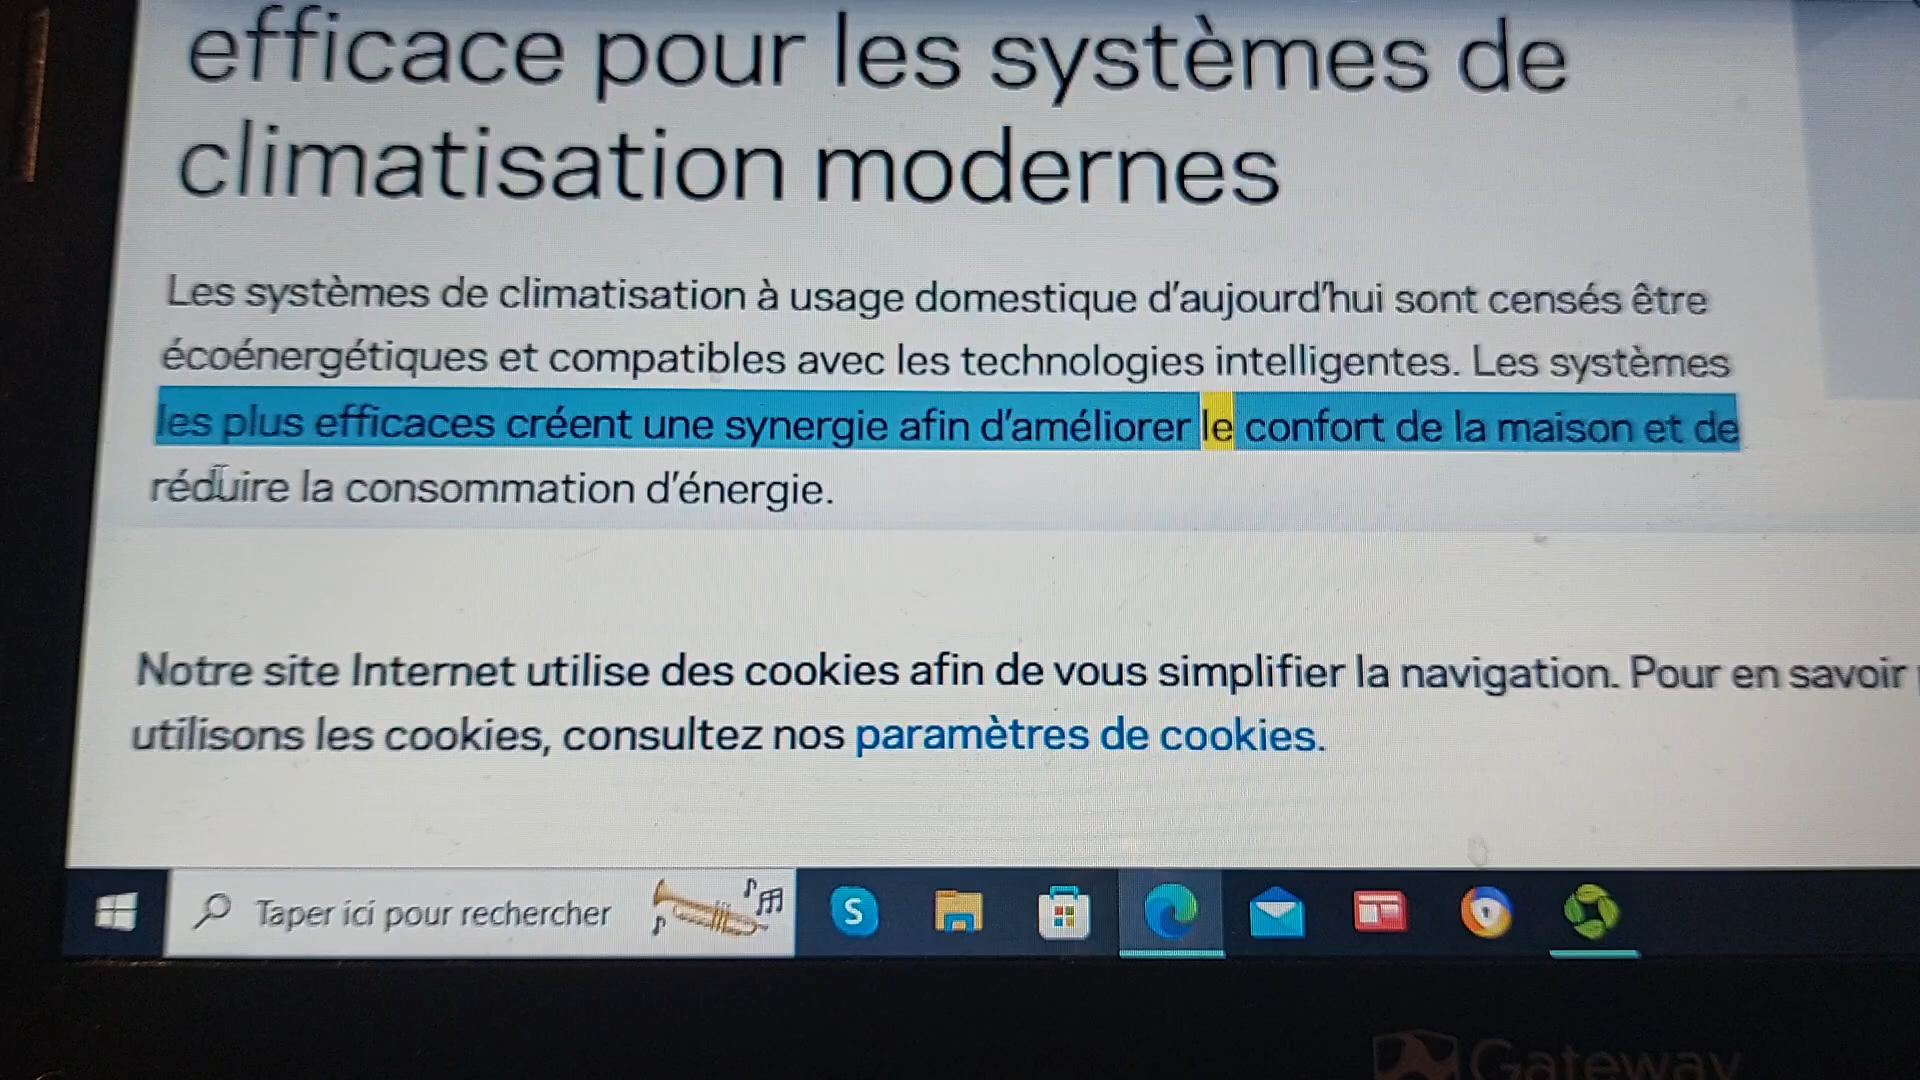 efficace pour les systèmes de
climatisation modernes
Les systèmes de climatisation à usage domestique d'aujourd'hui sont censés être
écoénergétiques et compatibles avec les technologies intelligentes. Les systèmes
les plus efficaces créent une synergie afin d'améliorer le confort de la maison et de
réduire la consommation d'énergie.
Notre site Internet utilise des cookies afin de vous simplifier la navigation. Pour en savoir
utilisons les cookies, consultez nos paramètres de cookies.
Taper ici pour rechercher
S
Gateway